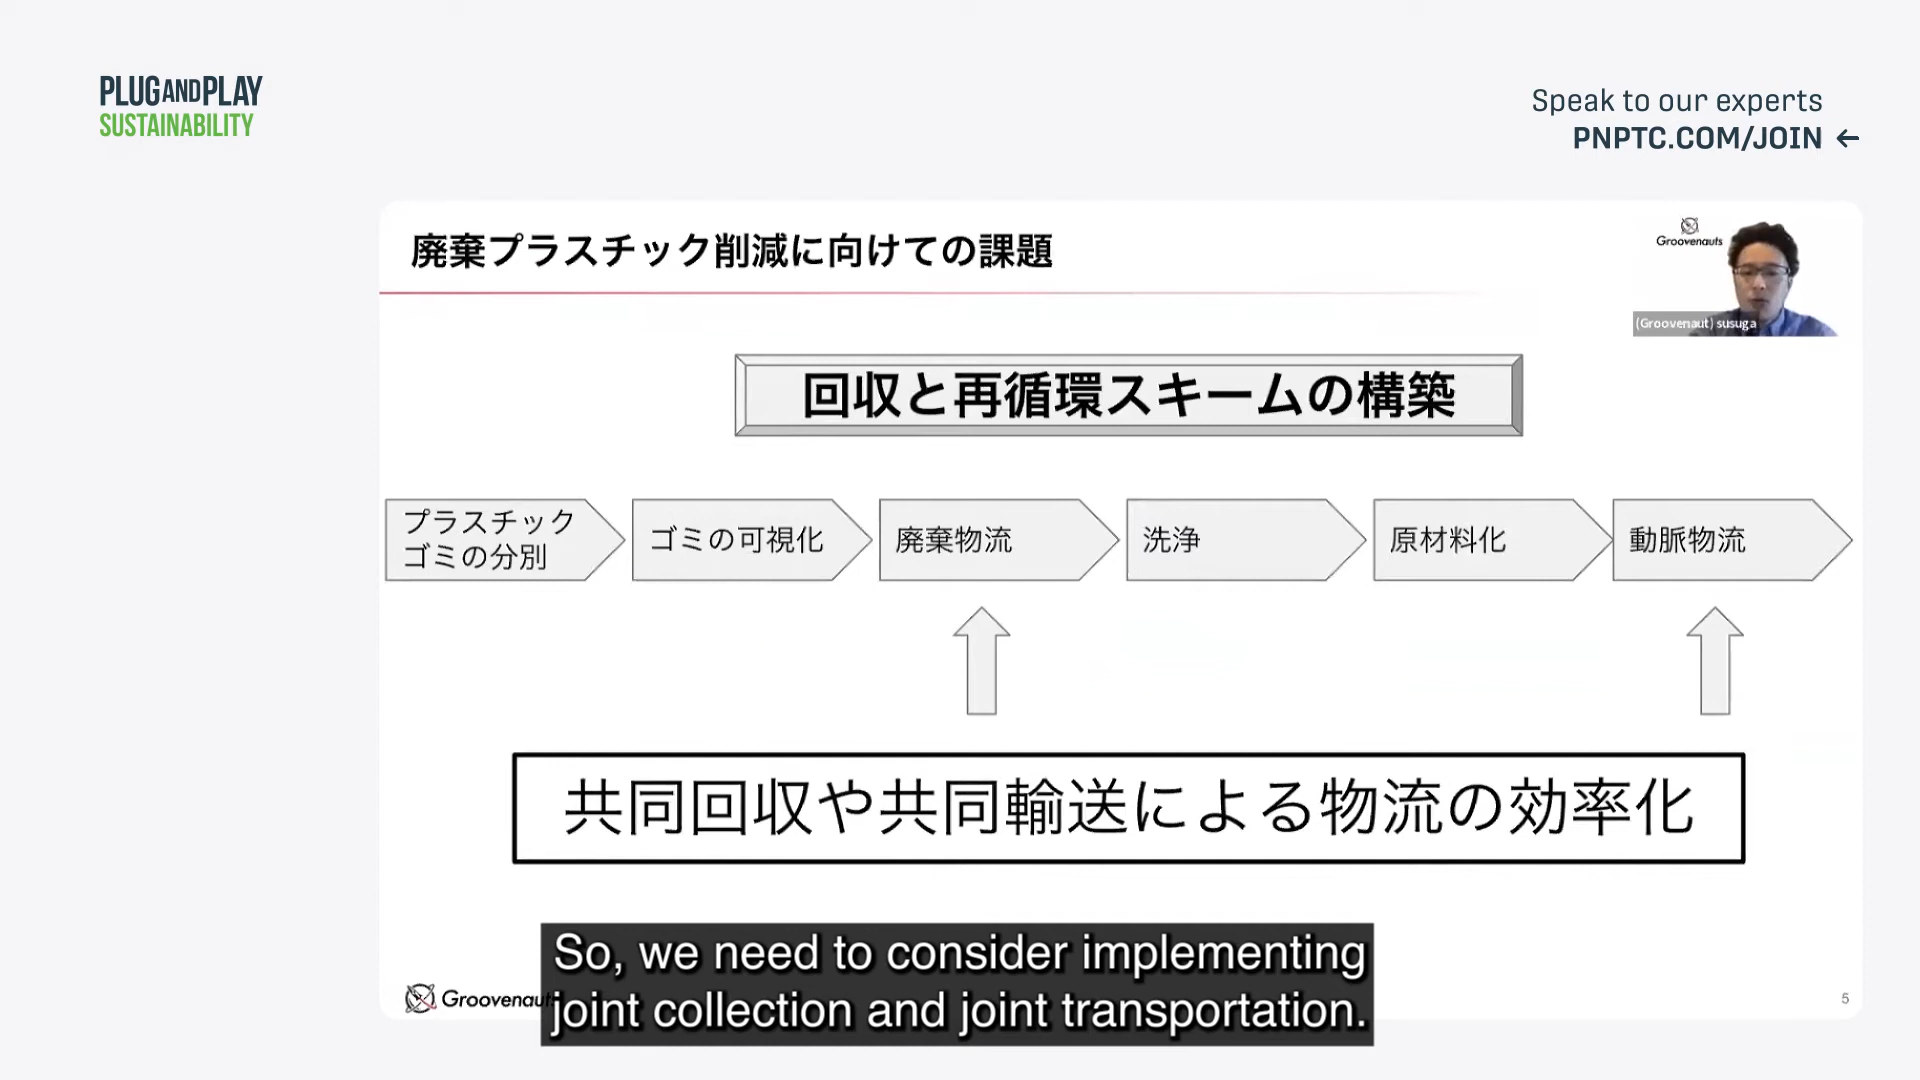 PLUGANDPLAY
SUSTAINABILITY
Speak to our experts
PNPTC.COM/JOIN ←
廃棄プラスチック削減に向けての課題
Groovenauts
(Groovenaut) susuga
回収と再循環スキームの構築
プラスチック
ゴミの分別
ゴミの可視化
廃棄物流
洗浄
原材料化
動脈物流
共同回収や共同輸送による物流の効率化
So, we need to consider implementing
joint collection and joint transportation.
Groovenaut
5